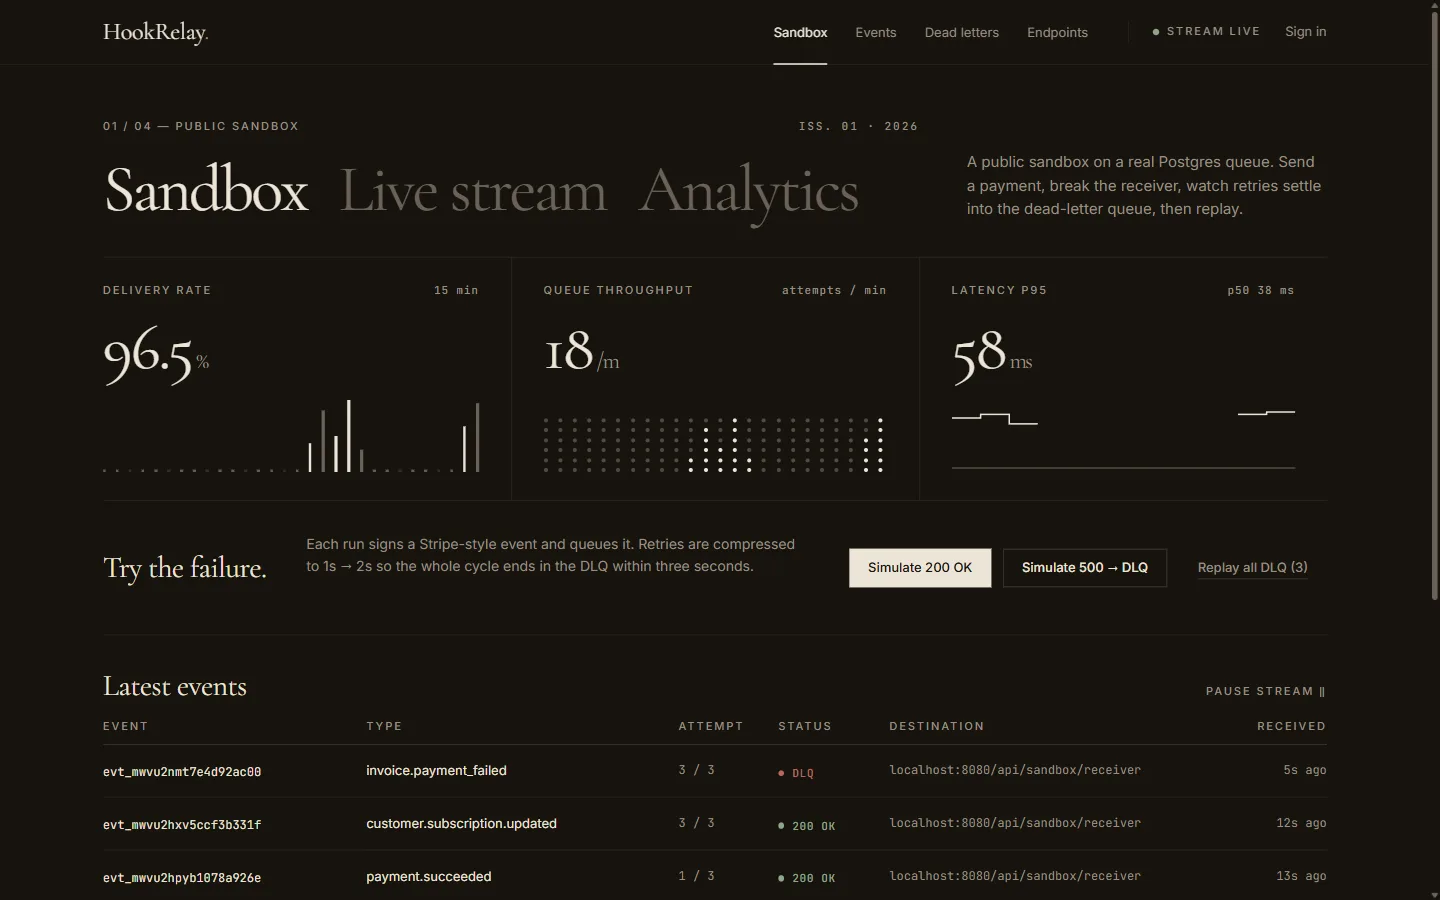 HookRelay.
Sandbox Events Dead letters Endpoints STREAM LIVE Sign in
01 / 04 — PUBLIC SANDBOX
ISS. 01 · 2026
Sandbox Live stream Analytics
A public sandbox on a real Postgres queue. Send
a payment, break the receiver, watch retries settle
into the dead-letter queue, then replay.
DELIVERY RATE 15 min
96.5 %
QUEUE THROUGHPUT attempts / min
18 /m
LATENCY P95 p50 38 ms
58 ms
Try the failure.
Each run signs a Stripe-style event and queues it. Retries are compressed
to 1s → 2s so the whole cycle ends in the DLQ within three seconds.
Simulate 200 OK
Simulate 500 → DLQ
Replay all DLQ (3)
Latest events
PAUSE STREAM ||
EVENT TYPE ATTEMPT STATUS DESTINATION RECEIVED
evt_mwvu2nmt7e4d92ac00 invoice.payment_failed 3 / 3 DLQ localhost:8080/api/sandbox/receiver 5s ago
evt_mwvu2hxv5ccf3b331f customer.subscription.updated 3 / 3 200 OK localhost:8080/api/sandbox/receiver 12s ago
evt_mwvu2hpyb1078a926e payment.succeeded 1 / 3 200 OK localhost:8080/api/sandbox/receiver 13s ago